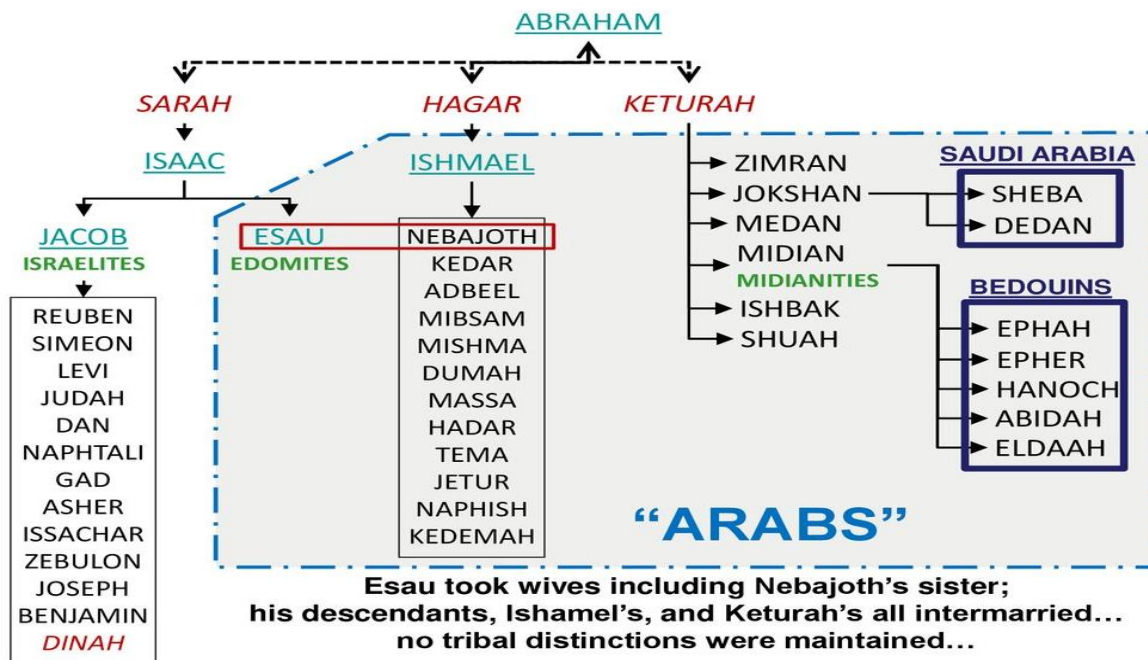 ABRAHAM
SARAH
HAGAR
KETURAH
ISAAC
JACOB
ISRAELITES
REUBEN
SIMEON
LEVI
JUDAH
DAN
NAPHTALI
GAD
ASHER
ISSACHAR
ZEBULON
JOSEPH
BENJAMIN
DINAH
ESAU
EDOMITES
ISHMAEL
NEBAJOTH
KEDAR
ADBEEL
MIBSAM
MISHMA
DUMAH
MASSA
HADAR
TEMA
JETUR
NAPHISH
KEDEMAH
ZIMRAN
JOKSHAN
MEDAN
MIDIAN
MIDIANITIES
ISHBAK
SHUAH
SAUDI ARABIA
SHEBA
DEDAN
BEDOUINS
EPHAH
EPHER
HANOCH
ABIDAH
ELDAAH
“ARABS”
Esau took wives including Nebajoth’s sister;
his descendants, Ishamel’s, and Keturah’s all intermarried…
no tribal distinctions were maintained…